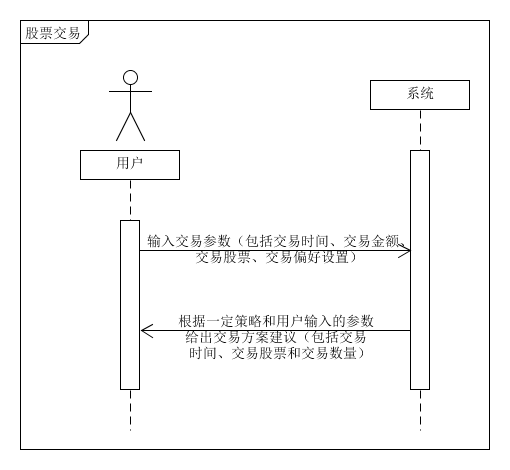 股票交易
系统
用户
输入交易参数（包括交易时间、交易金额、
交易股票、交易偏好设置）
根据一定策略和用户输入的参数
给出交易方案建议（包括交易
时间、交易股票和交易数量）